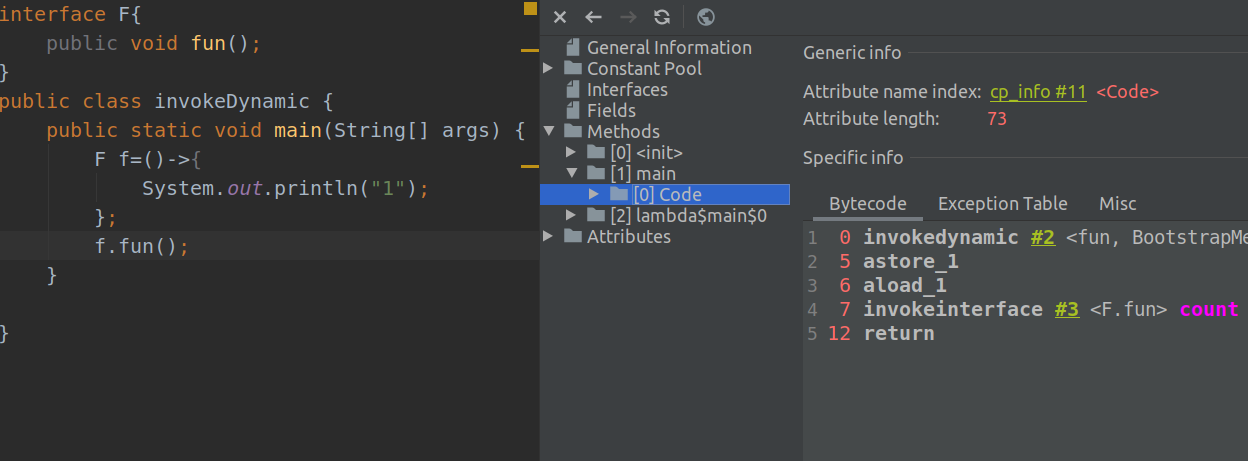 interface F{
    public void fun();
}
public class invokeDynamic {
    public static void main(String[] args) {
        F f=()->{
            System.out.println("1");
        };
        f.fun();
    }
}
General Information
Constant Pool
Interfaces
Fields
Methods
[0] <init>
[1] main
[0] Code
[2] lambda$main$0
Attributes
Generic info
Attribute name index: cp_info #11 <Code>
Attribute length: 73
Specific info
Bytecode Exception Table Misc
1 0 invokedynamic #2 <fun, BootstrapMe
2 5 astore_1
3 6 aload_1
4 7 invokeinterface #3 <F.fun> count
5 12 return